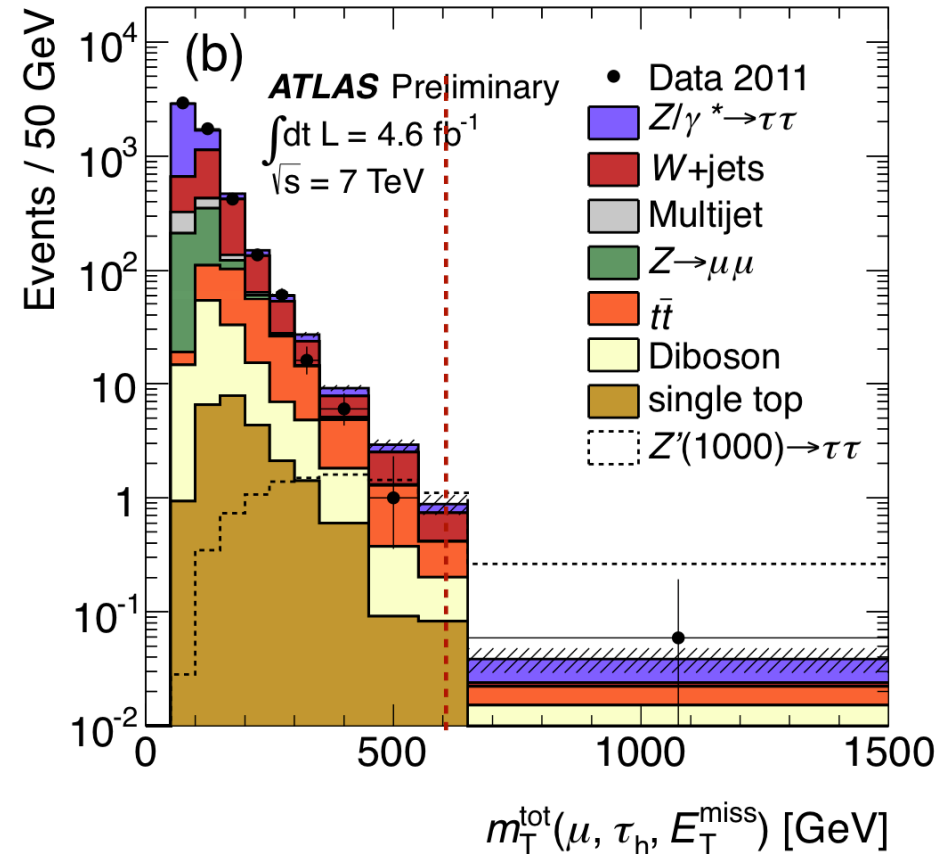 Events / 50 GeV
10⁴
10³
10²
10
1
10⁻¹
10⁻²
(b)
ATLAS Preliminary
∫dt L = 4.6 fb⁻¹
√s = 7 TeV
Data 2011
Z/γ*→ττ
W+jets
Multijet
Z→μμ
tt̄
Diboson
single top
Z'(1000)→ττ
0 500 1000 1500
m_T^tot(μ, τ_h, E_T^miss) [GeV]